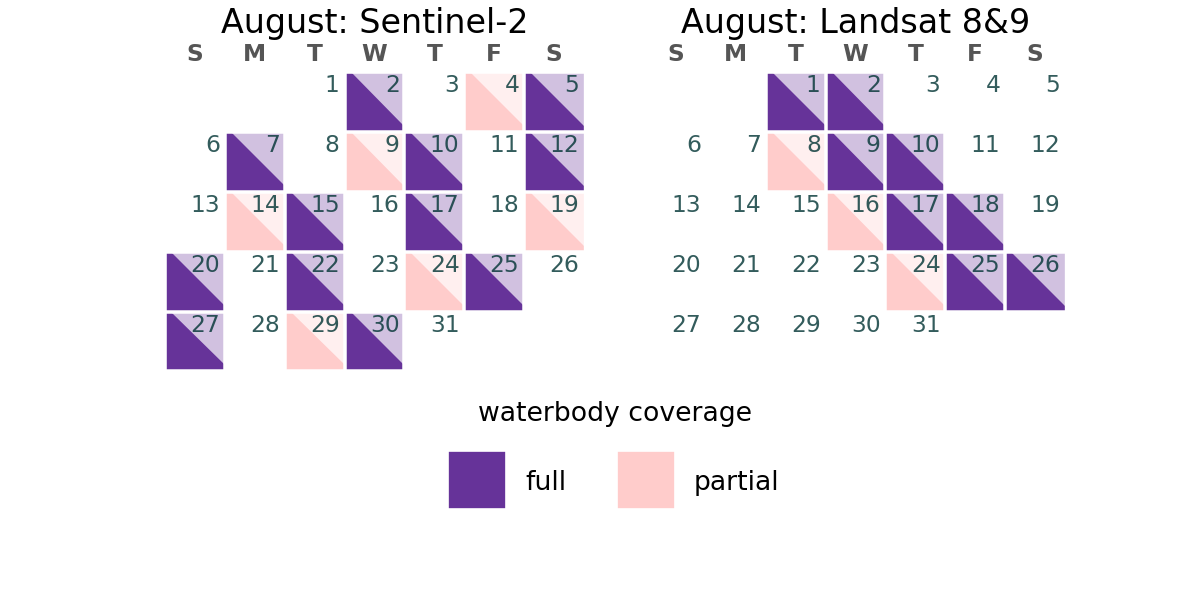 August: Sentinel-2
S M T W T F S
1 2 3 4 5
6 7 8 9 10 11 12
13 14 15 16 17 18 19
20 21 22 23 24 25 26
27 28 29 30 31
August: Landsat 8&9
S M T W T F S
1 2 3 4 5
6 7 8 9 10 11 12
13 14 15 16 17 18 19
20 21 22 23 24 25 26
27 28 29 30 31
waterbody coverage
full
partial